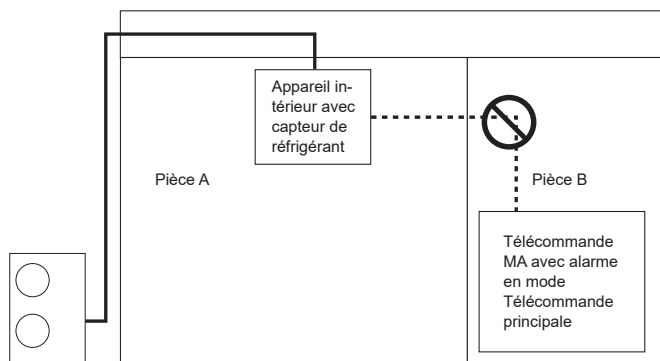 Appareil in-
térieur avec
capteur de
réfrigérant
Pièce A
Pièce B
Télécommande
MA avec alarme
en mode
Télécommande
principale